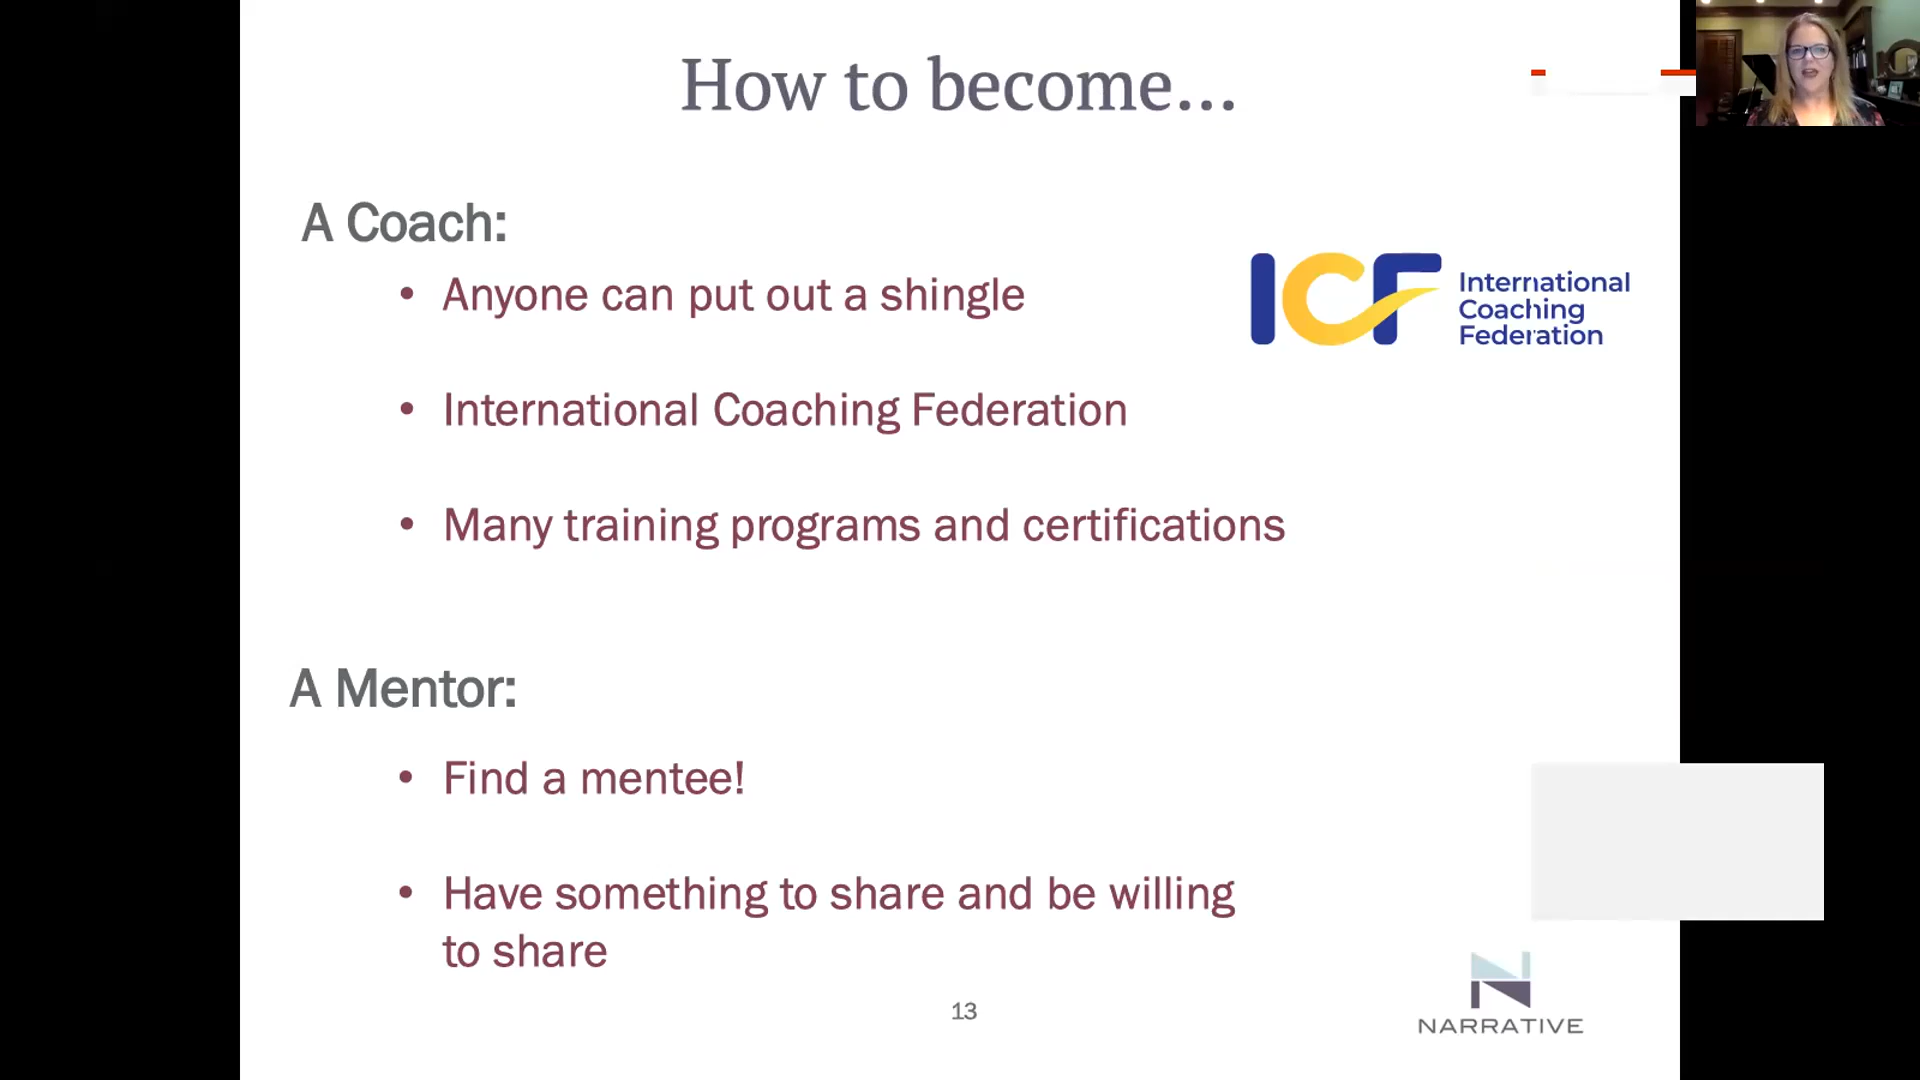 How to become...
A Coach:
• Anyone can put out a shingle
ICF
International
Coaching
Federation
• International Coaching Federation
• Many training programs and certifications
A Mentor:
• Find a mentee!
• Have something to share and be willing
to share
13
NARRATIVE